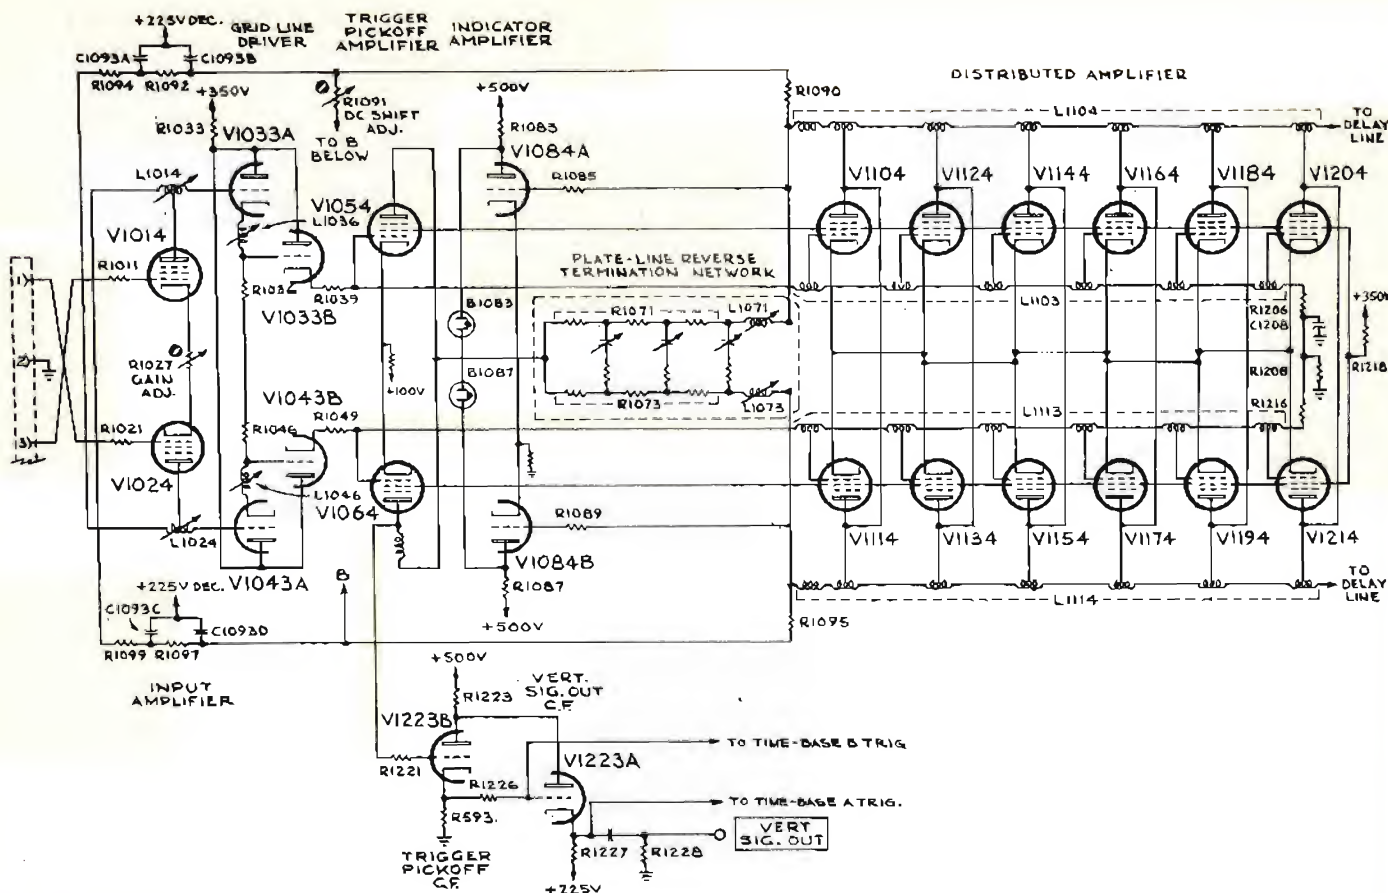 +225V DEC.
GRID LINE
DRIVER
TRIGGER
PICKOFF
AMPLIFIER
INDICATOR
AMPLIFIER
C1093A
C1093B
R1094
R1092
+350V
R1033
V1033A
R1091
DC SHIFT
ADJ.
TO B
BELOW
+500V
R1083
V1084A
R1085
R1090
DISTRIBUTED AMPLIFIER
L1104
TO
DELAY
LINE
L1014
V1054
L1036
V1104
V1124
V1144
V1164
V1184
V1204
V1014
R1011
1
R1036
V1033B
R1039
PLATE-LINE REVERSE
TERMINATION NETWORK
B1083
R1071
L1071
L1103
R1206
C1208
+350V
2
R1027
GAIN
ADJ.
+100V
B1087
R1208
R1218
V1043B
R1049
R1073
L1073
L1113
R1216
3
R1021
R1046
V1024
L1046
V1064
R1089
L1024
V1043A
V1084B
R1087
+500V
V1114
V1134
V1154
V1174
V1194
V1214
TO
DELAY
LINE
L1114
+225V DEC.
B
C1093C
C1093D
R1099
R1097
R1095
INPUT
AMPLIFIER
+500V
R1223
VERT.
SIG. OUT
C.F.
V1223B
V1223A
TO TIME-BASE B TRIG
R1221
R1226
TO TIME-BASE A TRIG.
R593.
VERT
SIG. OUT
R1227
R1228
TRIGGER
PICKOFF
C.F.
+225V